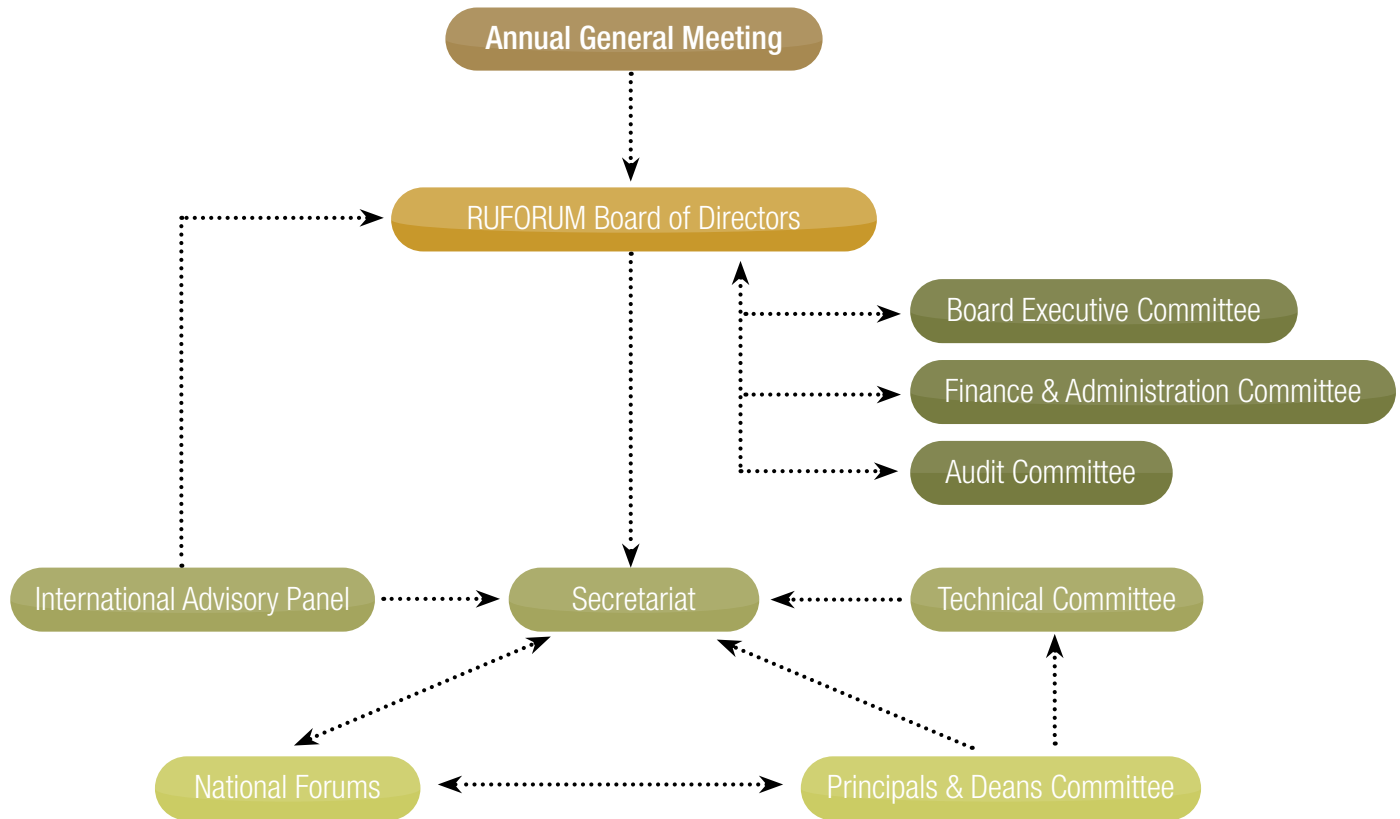 Annual General Meeting
RUFORUM Board of Directors
Board Executive Committee
Finance & Administration Committee
Audit Committee
International Advisory Panel
Secretariat
Technical Committee
National Forums
Principals & Deans Committee